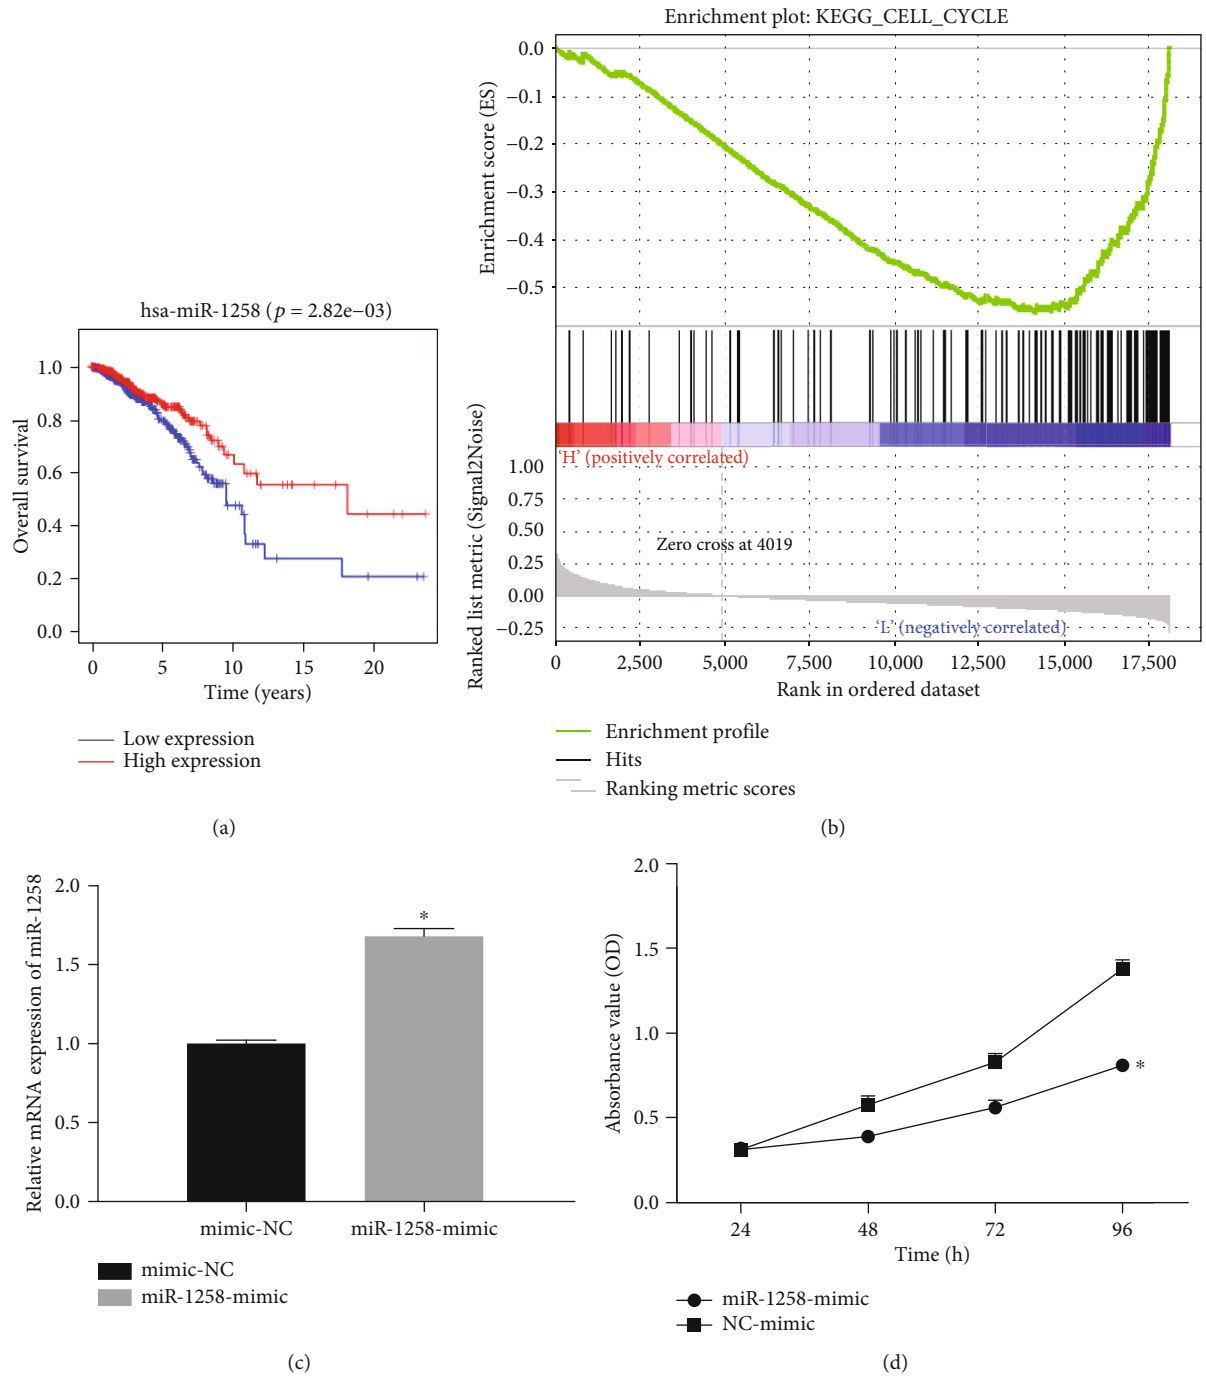 Enrichment plot: KEGG_CELL_CYCLE
hsa-miR-1258 (p = 2.82e−03)
Overall survival
1.0
0.8
0.6
0.4
0.2
0.0
0 5 10 15 20
Time (years)
Low expression
High expression
(a)
Enrichment score (ES)
0.0
−0.1
−0.2
−0.3
−0.4
−0.5
'H' (positively correlated)
Ranked list metric (Signal2Noise)
1.00
0.75
0.50
0.25
0.00
−0.25
Zero cross at 4019
'L' (negatively correlated)
0 2,500 5,000 7,500 10,000 12,500 15,000 17,500
Rank in ordered dataset
Enrichment profile
Hits
Ranking metric scores
(b)
Relative mRNA expression of miR-1258
2.0
1.5
1.0
0.5
0.0
*
mimic-NC miR-1258-mimic
mimic-NC
miR-1258-mimic
(c)
Absorbance value (OD)
2.0
1.5
1.0
0.5
0.0
*
24 48 72 96
Time (h)
miR-1258-mimic
NC-mimic
(d)